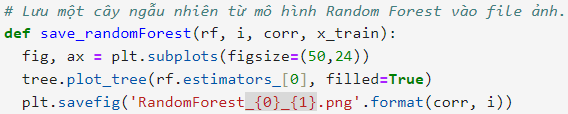 # Lưu một cây ngẫu nhiên từ mô hình Random Forest vào file ảnh.
def save_randomForest(rf, i, corr, x_train):
  fig, ax = plt.subplots(figsize=(50,24))
  tree.plot_tree(rf.estimators_[0], filled=True)
  plt.savefig('RandomForest_{0}_{1}.png'.format(corr, i))